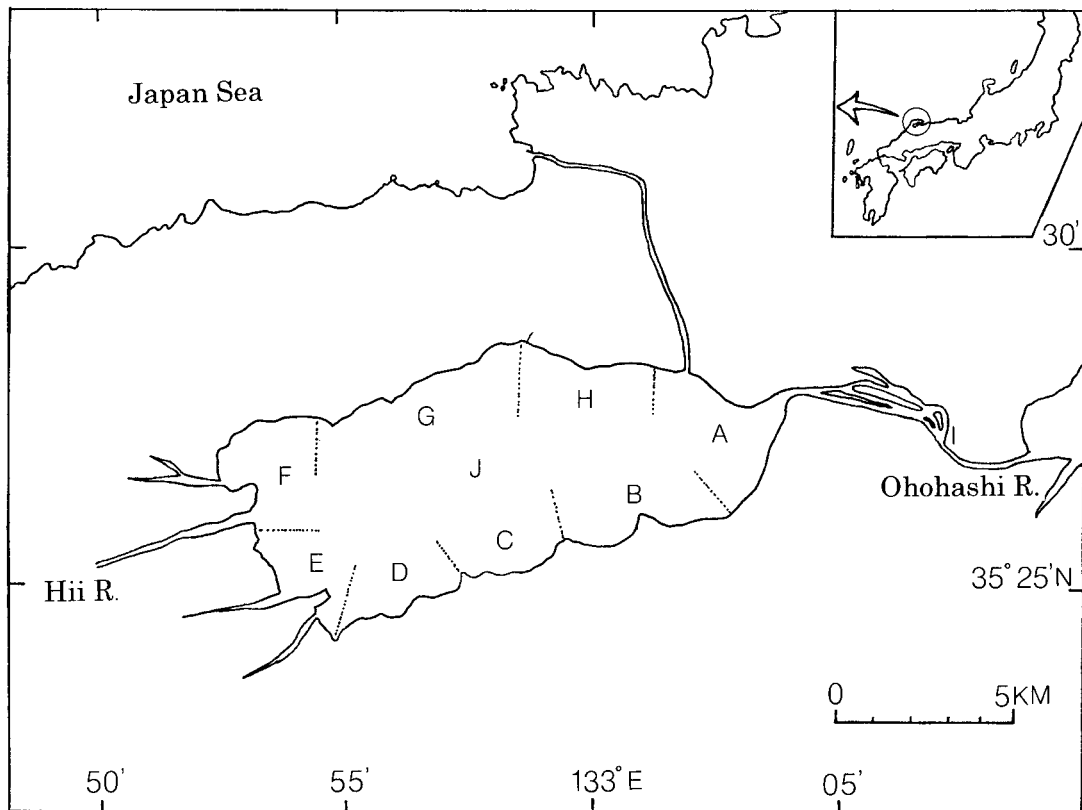 Japan Sea
30'
H
G
A
J
F
B
I
Ohohashi R.
C
E
D
35° 25'N
Hii R.
0 5KM
50' 55' 133° E 05'